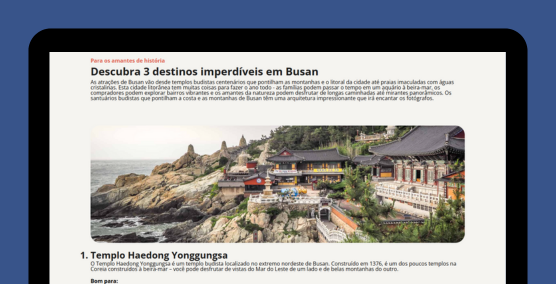 Para os amantes de história
Descubra 3 destinos imperdíveis em Busan
As atrações de Busan vão desde templos budistas centenários que pontilham as montanhas e o litoral da cidade até praias imaculadas com águas
cristalinas. Esta cidade litorânea tem muitas coisas para fazer o ano todo - as famílias podem passar o tempo em um aquário à beira-mar, os
compradores podem explorar bairros vibrantes e os amantes da natureza podem desfrutar de longas caminhadas até mirantes panorâmicos. Os
santuários budistas que pontilham a costa e as montanhas de Busan têm uma arquitetura impressionante que irá encantar os fotógrafos.
1. Templo Haedong Yonggungsa
O Templo Haedong Yonggungsa é um templo budista localizado no extremo nordeste de Busan. Construído em 1376, é um dos poucos templos na
Coreia construídos à beira-mar – você pode desfrutar de vistas do Mar do Leste de um lado e de belas montanhas do outro.
Bom para: